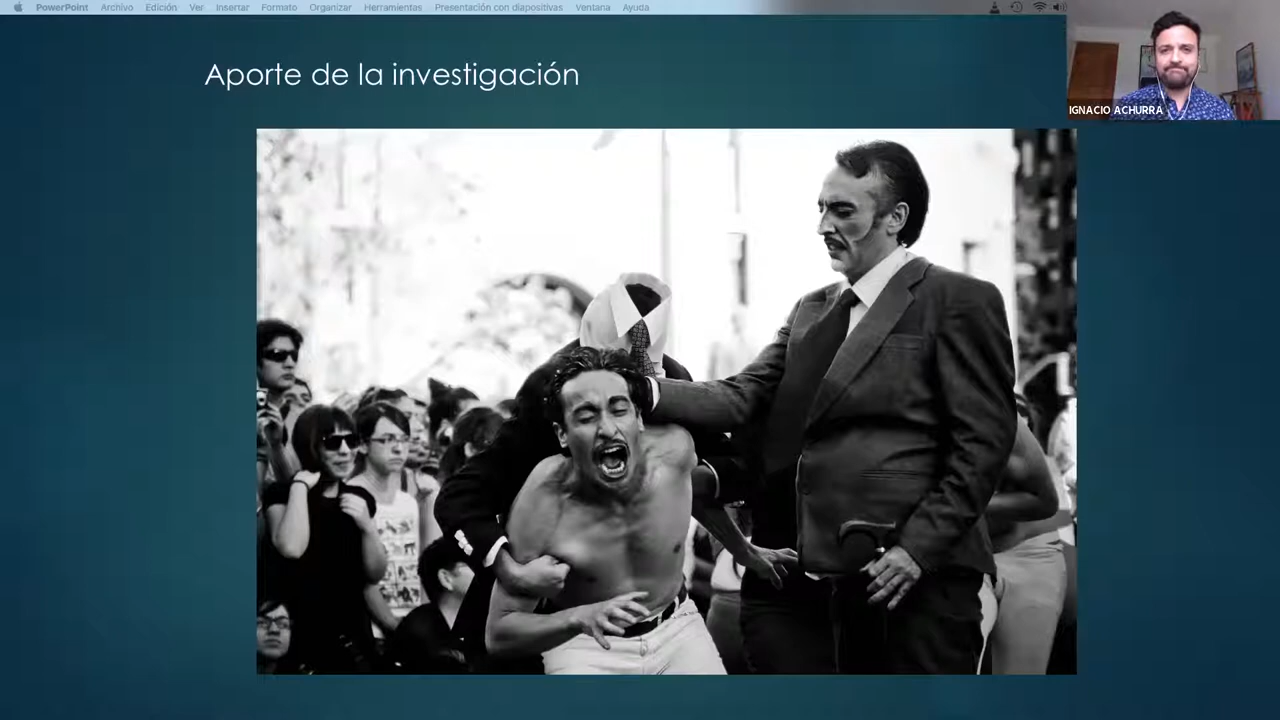 PowerPoint Archivo Edición Ver Insertar Formato Organizar Herramientas Presentación con diapositivas Ventana Ayuda
Aporte de la investigación
IGNACIO ACHURRA